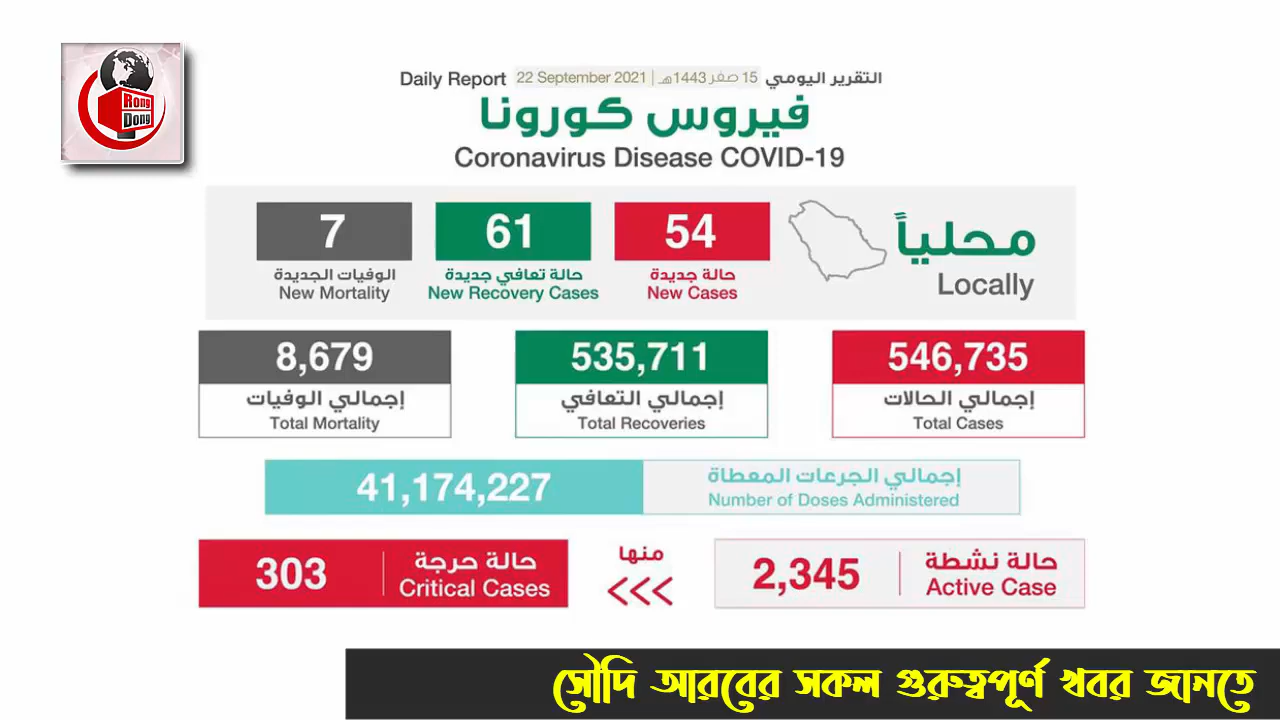 Rong
Dong
Daily Report 22 September 2021 | 15 صفر 1443هـ التقرير اليومي
فيروس كورونا
Coronavirus Disease COVID-19
محلياً
Locally
54
حالة جديدة
New Cases
61
حالة تعافي جديدة
New Recovery Cases
7
الوفيات الجديدة
New Mortality
546,735
إجمالي الحالات
Total Cases
535,711
إجمالي التعافي
Total Recoveries
8,679
إجمالي الوفيات
Total Mortality
إجمالي الجرعات المعطاة
Number of Doses Administered
41,174,227
حالة نشطة
Active Case
2,345
منها
حالة حرجة
Critical Cases
303
সৌদি আরবের সকল গুরুত্বপূর্ণ খবর জানতে